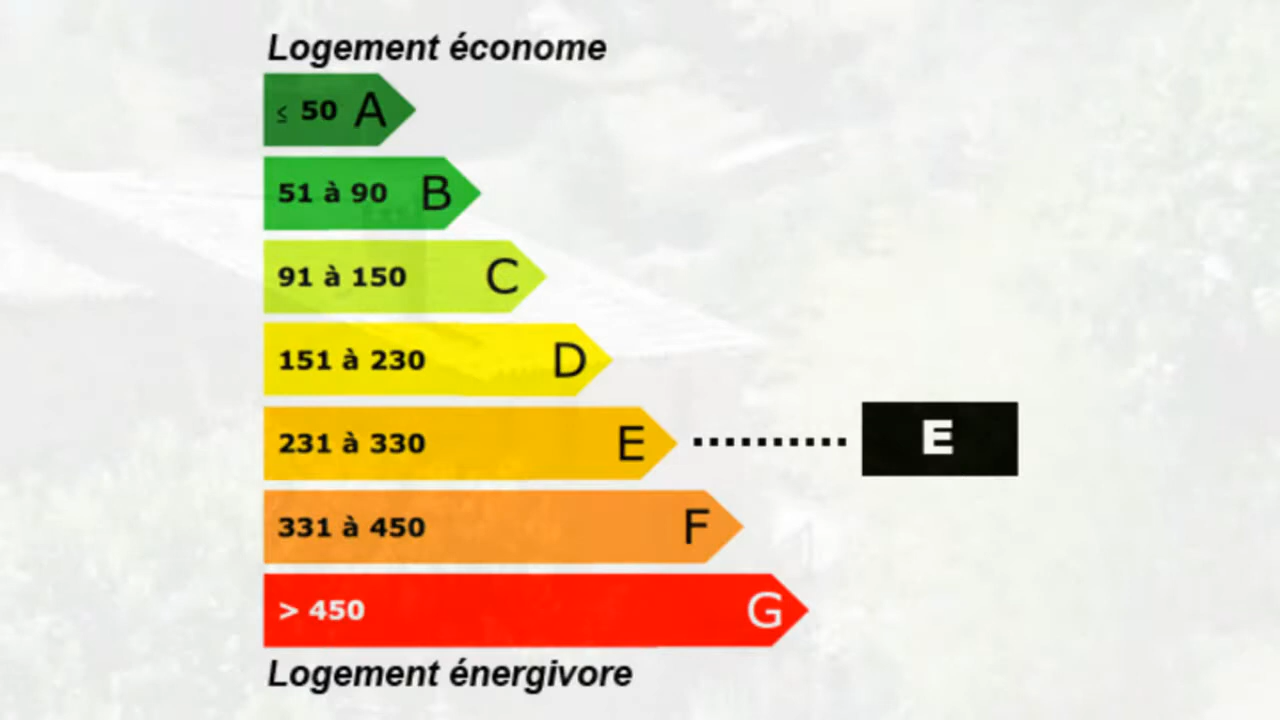 Logement économe
≤ 50 A
51 à 90 B
91 à 150 C
151 à 230 D
231 à 330 E
E
331 à 450 F
> 450 G
Logement énergivore